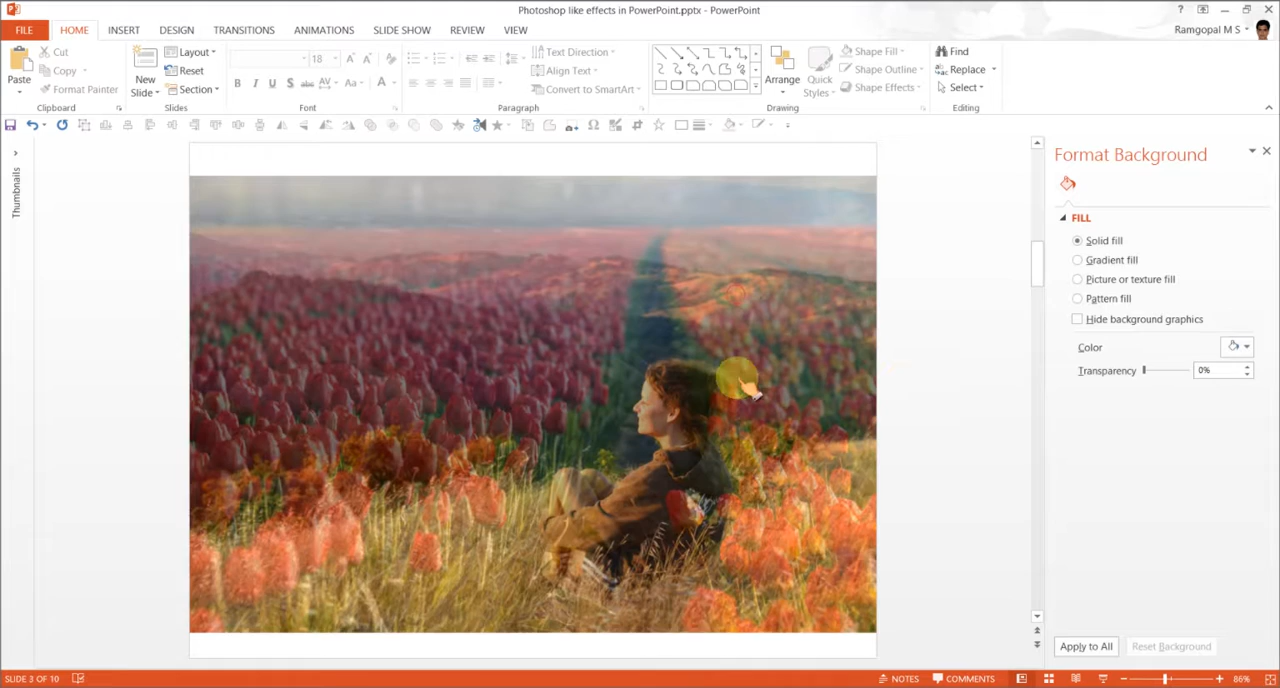 Photoshop like effects in PowerPoint.pptx - PowerPoint
?
FILE HOME INSERT DESIGN TRANSITIONS ANIMATIONS SLIDE SHOW REVIEW VIEW
Ramgopal M S
Paste
Cut
Copy
Format Painter
Clipboard
New
Slide
Layout
Reset
Section
Slides
18
B I U S abc AV Aa A
Font
Text Direction
Align Text
Convert to SmartArt
Paragraph
Arrange
Quick
Styles
Shape Fill
Shape Outline
Shape Effects
Drawing
Find
Replace
Select
Editing
Thumbnails
Format Background
FILL
Solid fill
Gradient fill
Picture or texture fill
Pattern fill
Hide background graphics
Color
Transparency 0%
Apply to All Reset Background
SLIDE 3 OF 10 NOTES COMMENTS 86%